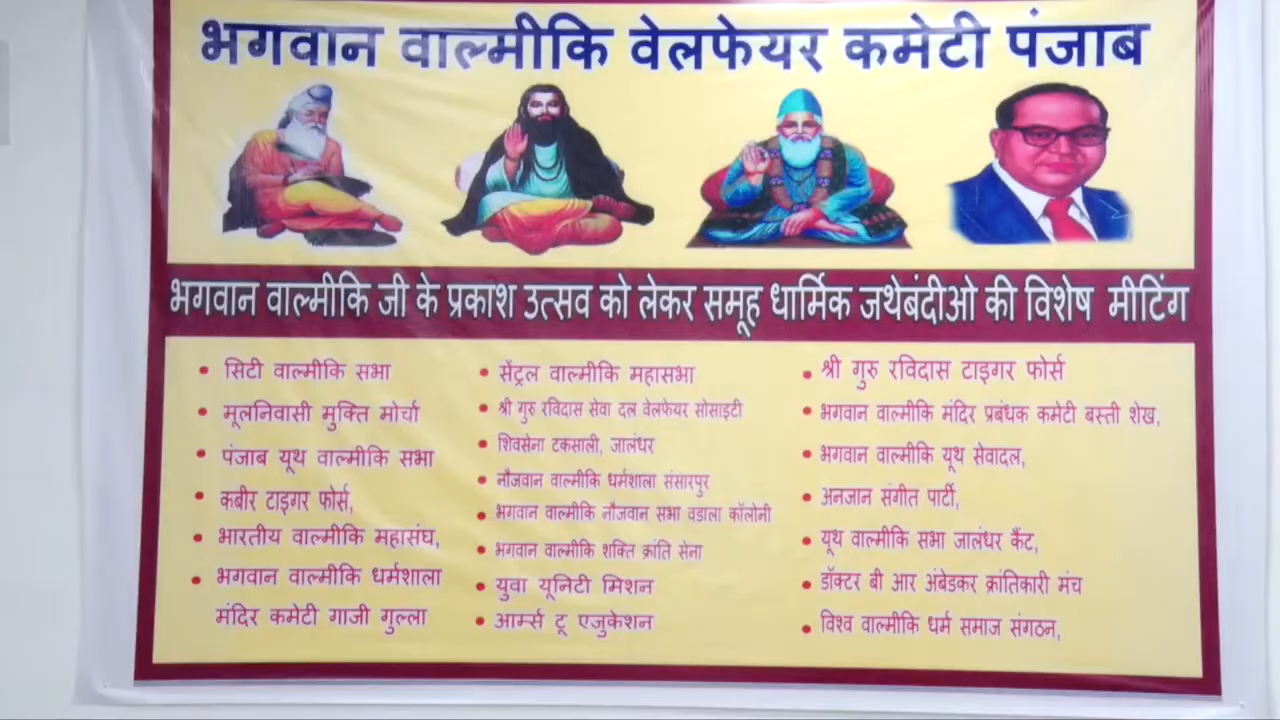 भगवान वाल्मीकि वेलफेयर कमेटी पंजाब
भगवान वाल्मीकि जी के प्रकाश उत्सव को लेकर समूह धार्मिक जथेबंदीओ की विशेष मीटिंग
• सिटी वाल्मीकि सभा
• मूलनिवासी मुक्ति मोर्चा
• पंजाब यूथ वाल्मीकि सभा
• कबीर टाइगर फोर्स,
• भारतीय वाल्मीकि महासंघ,
• भगवान वाल्मीकि धर्मशाला
मंदिर कमेटी गाजी गुल्ला
• सेंट्रल वाल्मीकि महासभा
• श्री गुरु रविदास सेवा दल वेलफेयर सोसाइटी
• शिवसेना टकसाली, जालंधर
• नौजवान वाल्मीकि धर्मशाला संसारपुर
• भगवान वाल्मीकि नौजवान सभा वडाला कॉलोनी
• भगवान वाल्मीकि शक्ति क्रांति सेना
• युवा यूनिटी मिशन
• आर्म्स टू एजुकेशन
• श्री गुरु रविदास टाइगर फोर्स
• भगवान वाल्मीकि मंदिर प्रबंधक कमेटी बस्ती शेख,
• भगवान वाल्मीकि यूथ सेवादल,
• अनजान संगीत पार्टी,
• यूथ वाल्मीकि सभा जालंधर कैंट,
• डॉक्टर बी आर अंबेडकर क्रांतिकारी मंच
• विश्व वाल्मीकि धर्म समाज संगठन,